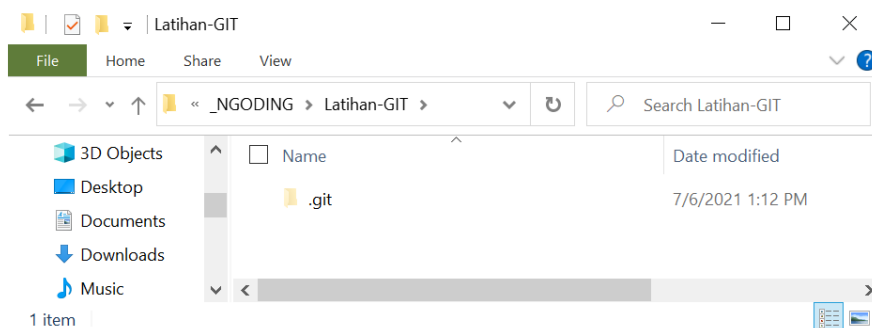 Latihan-GIT
File Home Share View
« _NGODING > Latihan-GIT > Search Latihan-GIT
3D Objects
Desktop
Documents
Downloads
Music
Name Date modified
.git 7/6/2021 1:12 PM
1 item